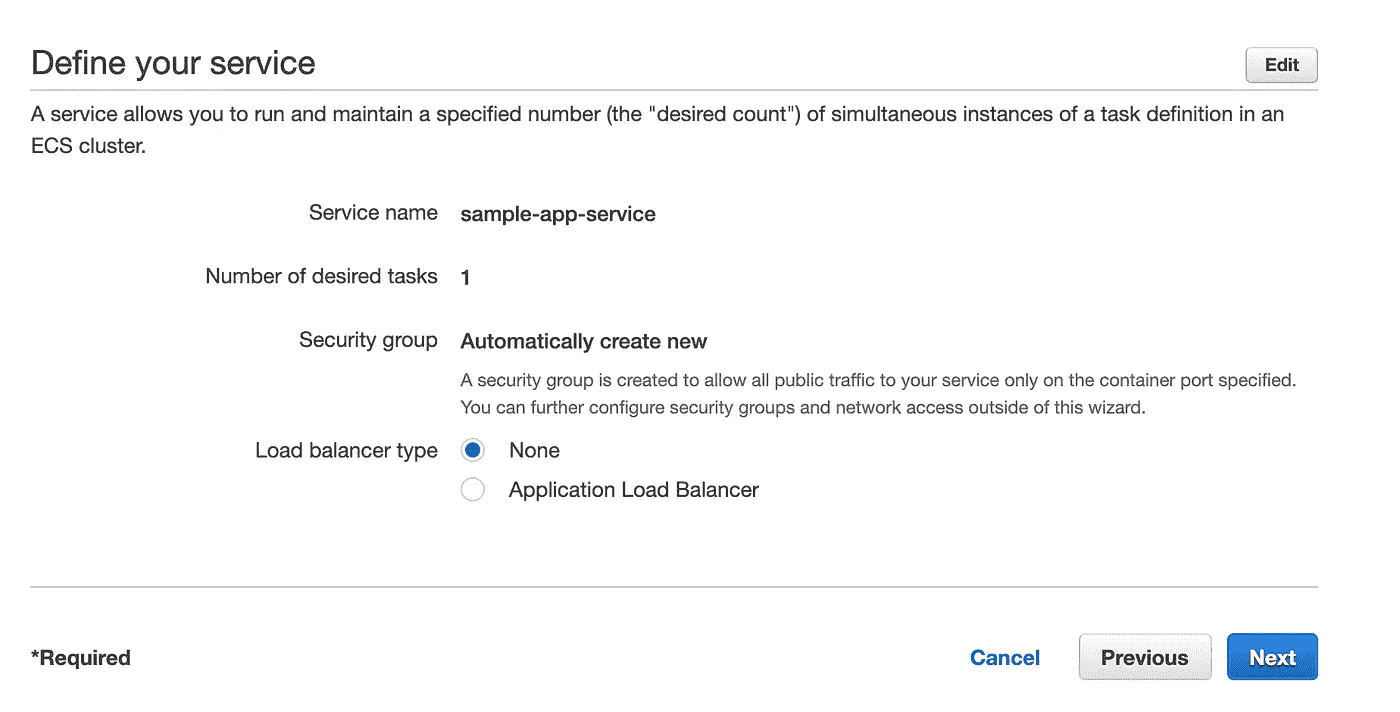 Define your service
Edit
A service allows you to run and maintain a specified number (the "desired count") of simultaneous instances of a task definition in an
ECS cluster.
Service name sample-app-service
Number of desired tasks 1
Security group Automatically create new
A security group is created to allow all public traffic to your service only on the container port specified.
You can further configure security groups and network access outside of this wizard.
Load balancer type None
Application Load Balancer
*Required Cancel Previous Next